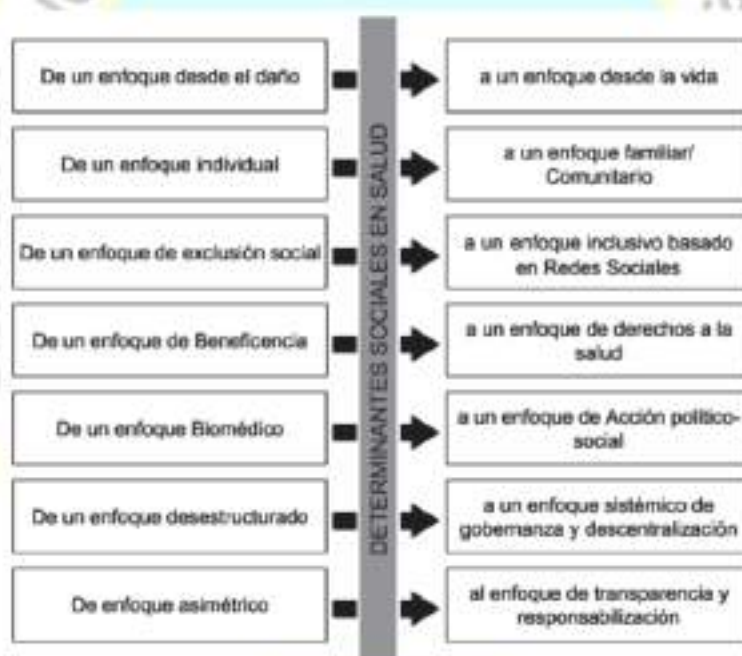 De un enfoque desde el daño
a un enfoque desde la vida
De un enfoque individual
a un enfoque familiar/
Comunitario
De un enfoque de exclusión social
a un enfoque inclusivo basado
en Redes Sociales
De un enfoque de Beneficencia
a un enfoque de derechos a la
salud
De un enfoque Biomédico
a un enfoque de Acción político-
social
De un enfoque desestructurado
a un enfoque sistémico de
gobernanza y descentralización
De enfoque asimétrico
al enfoque de transparencia y
responsabilización
DETERMINANTES SOCIALES EN SALUD